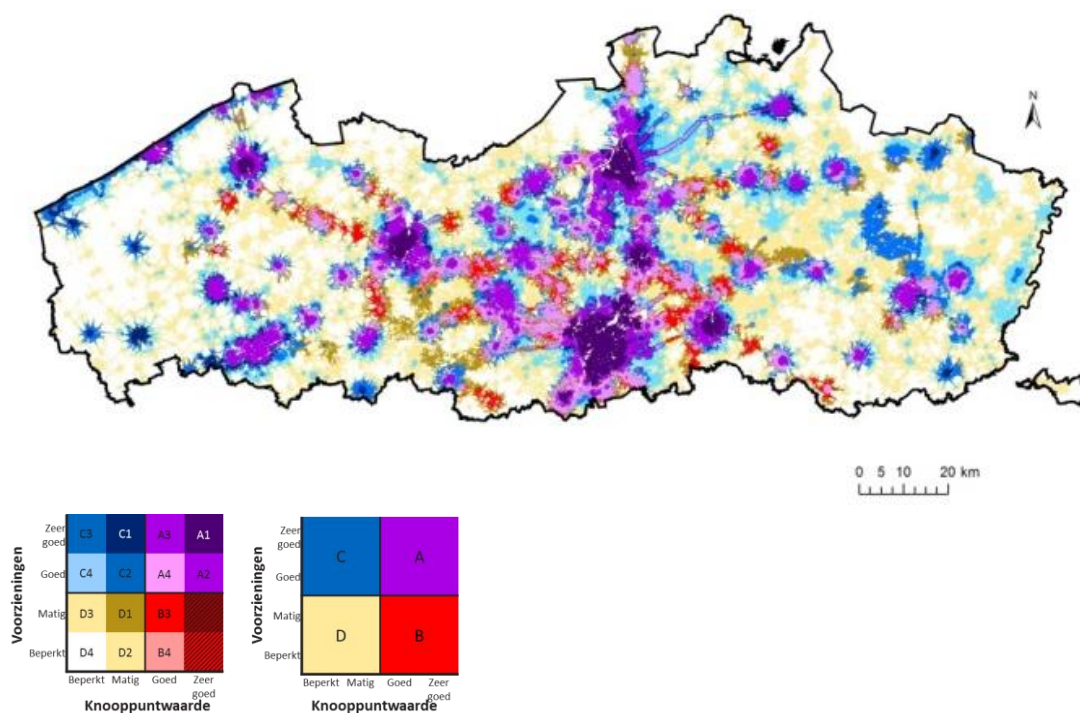 N
0 5 10 20 km
Voorzieningen
Zeer goed
Goed
Matig
Beperkt
C3 C1 A3 A1
C4 C2 A4 A2
D3 D1 B3
D4 D2 B4
Beperkt Matig Goed Zeer goed
Knooppuntwaarde
Voorzieningen
Zeer goed
Goed
Matig
Beperkt
C A
D B
Beperkt Matig Goed Zeer goed
Knooppuntwaarde